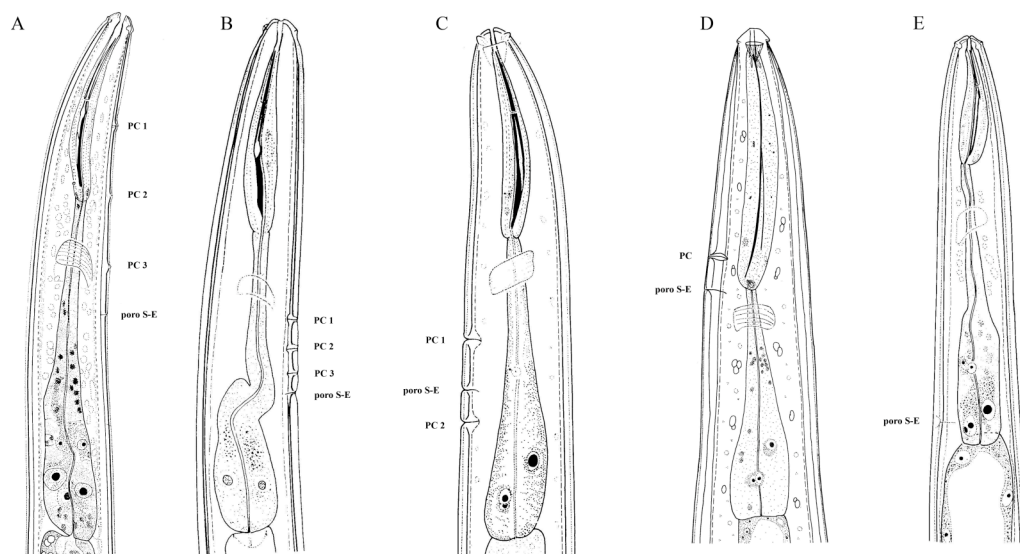 A
B
C
D
E
PC 1
PC 2
PC 3
poro S-E
PC 1
PC 2
PC 3
poro S-E
PC 1
poro S-E
PC 2
PC
poro S-E
poro S-E